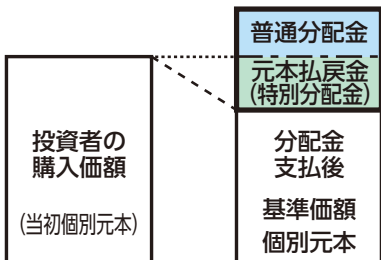 普通分配金
元本払戻金
(特別分配金)
投資者の
購入価額
(当初個別元本)
分配金
支払後
基準価額
個別元本